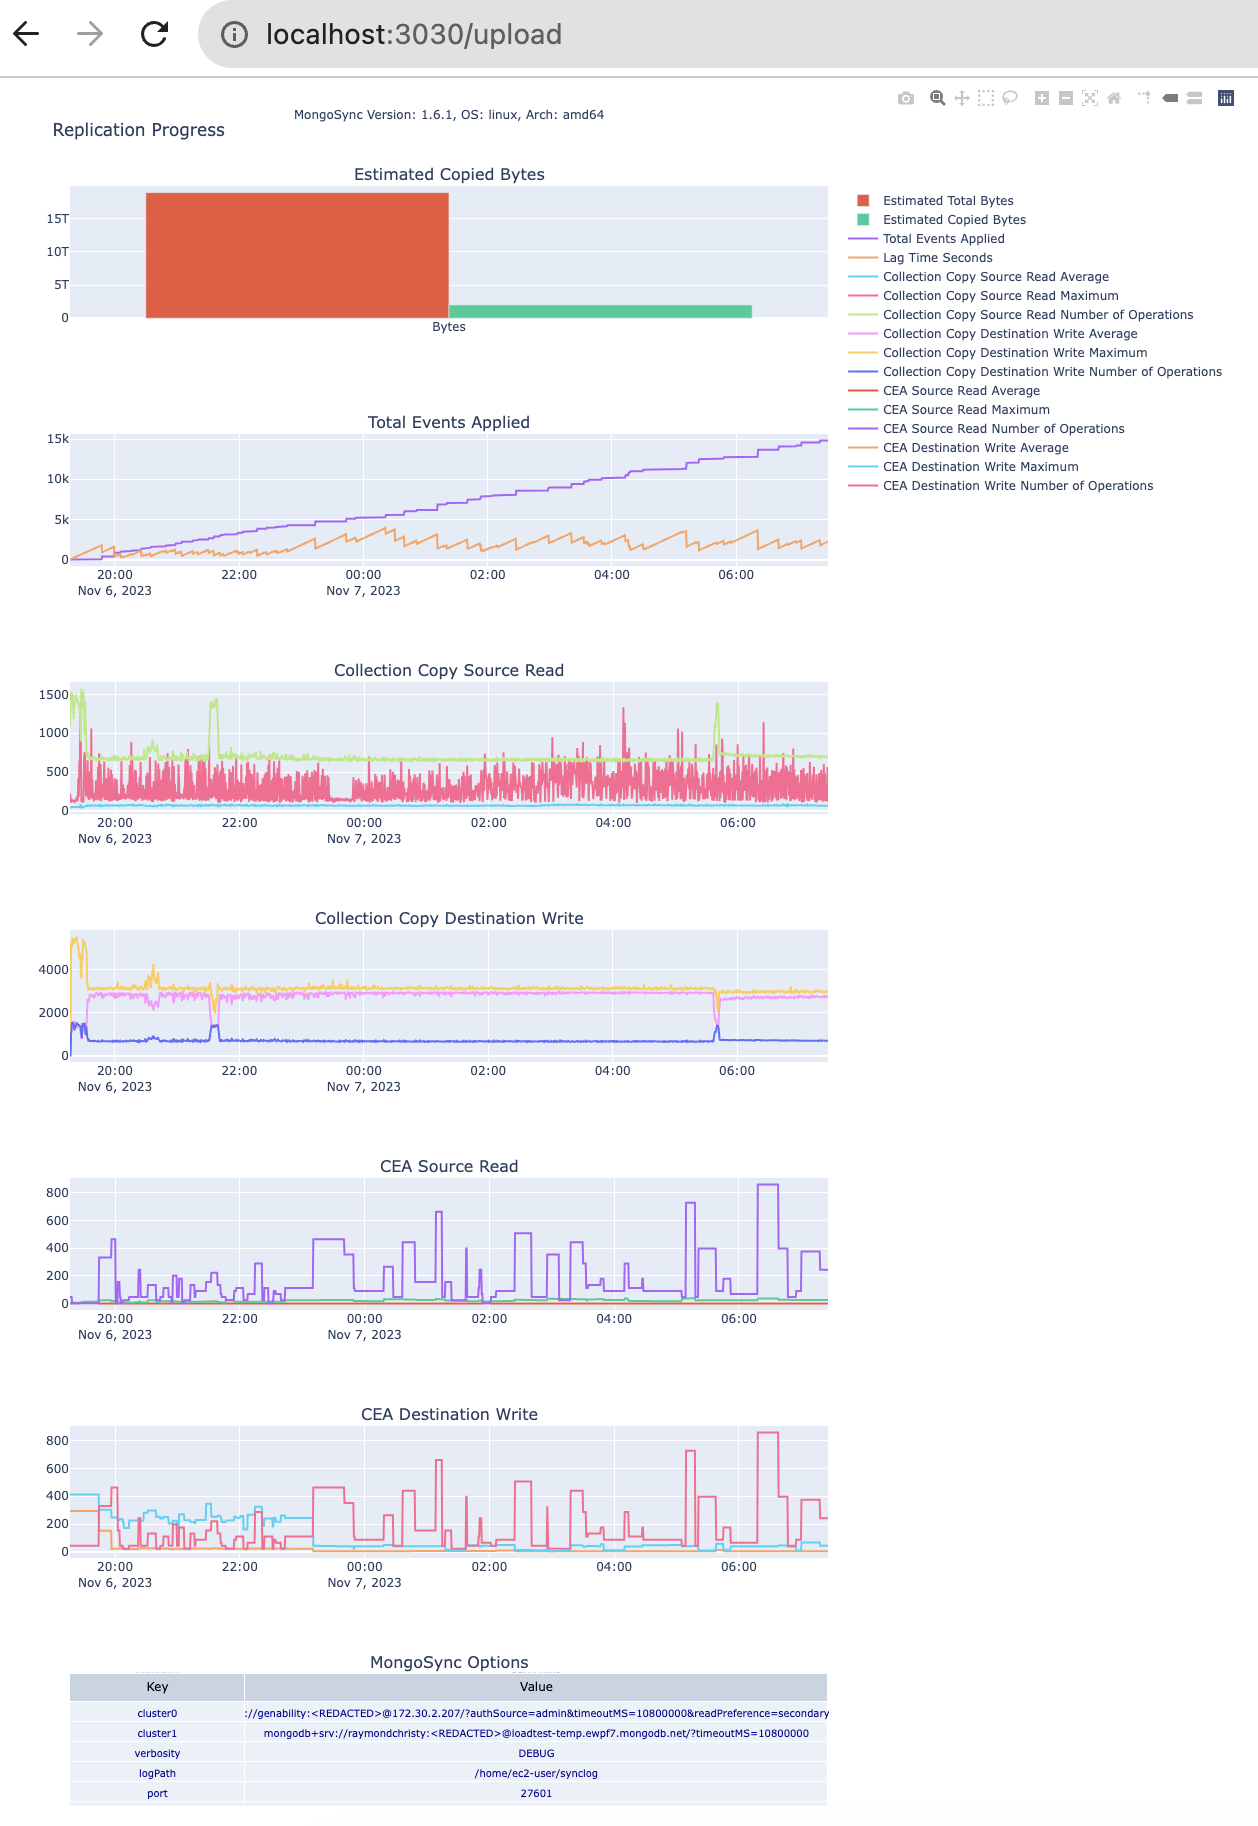 localhost:3030/upload
MongoSync Version: 1.6.1, OS: linux, Arch: amd64
Replication Progress
Estimated Copied Bytes
15T
10T
5T
0
Bytes
Estimated Total Bytes
Estimated Copied Bytes
Total Events Applied
Lag Time Seconds
Collection Copy Source Read Average
Collection Copy Source Read Maximum
Collection Copy Source Read Number of Operations
Collection Copy Destination Write Average
Collection Copy Destination Write Maximum
Collection Copy Destination Write Number of Operations
CEA Source Read Average
CEA Source Read Maximum
CEA Source Read Number of Operations
CEA Destination Write Average
CEA Destination Write Maximum
CEA Destination Write Number of Operations
Total Events Applied
15k
10k
5k
0
20:00 22:00 00:00 02:00 04:00 06:00
Nov 6, 2023 Nov 7, 2023
Collection Copy Source Read
1500
1000
500
0
20:00 22:00 00:00 02:00 04:00 06:00
Nov 6, 2023 Nov 7, 2023
Collection Copy Destination Write
4000
2000
0
20:00 22:00 00:00 02:00 04:00 06:00
Nov 6, 2023 Nov 7, 2023
CEA Source Read
800
600
400
200
0
20:00 22:00 00:00 02:00 04:00 06:00
Nov 6, 2023 Nov 7, 2023
CEA Destination Write
800
600
400
200
0
20:00 22:00 00:00 02:00 04:00 06:00
Nov 6, 2023 Nov 7, 2023
MongoSync Options
Key Value
cluster0 ://genability:<REDACTED>@172.30.2.207/?authSource=admin&timeoutMS=10800000&readPreference=secondary
cluster1 mongodb+srv://raymondchristy:<REDACTED>@loadtest-temp.ewpf7.mongodb.net/?timeoutMS=10800000
verbosity DEBUG
logPath /home/ec2-user/synclog
port 27601